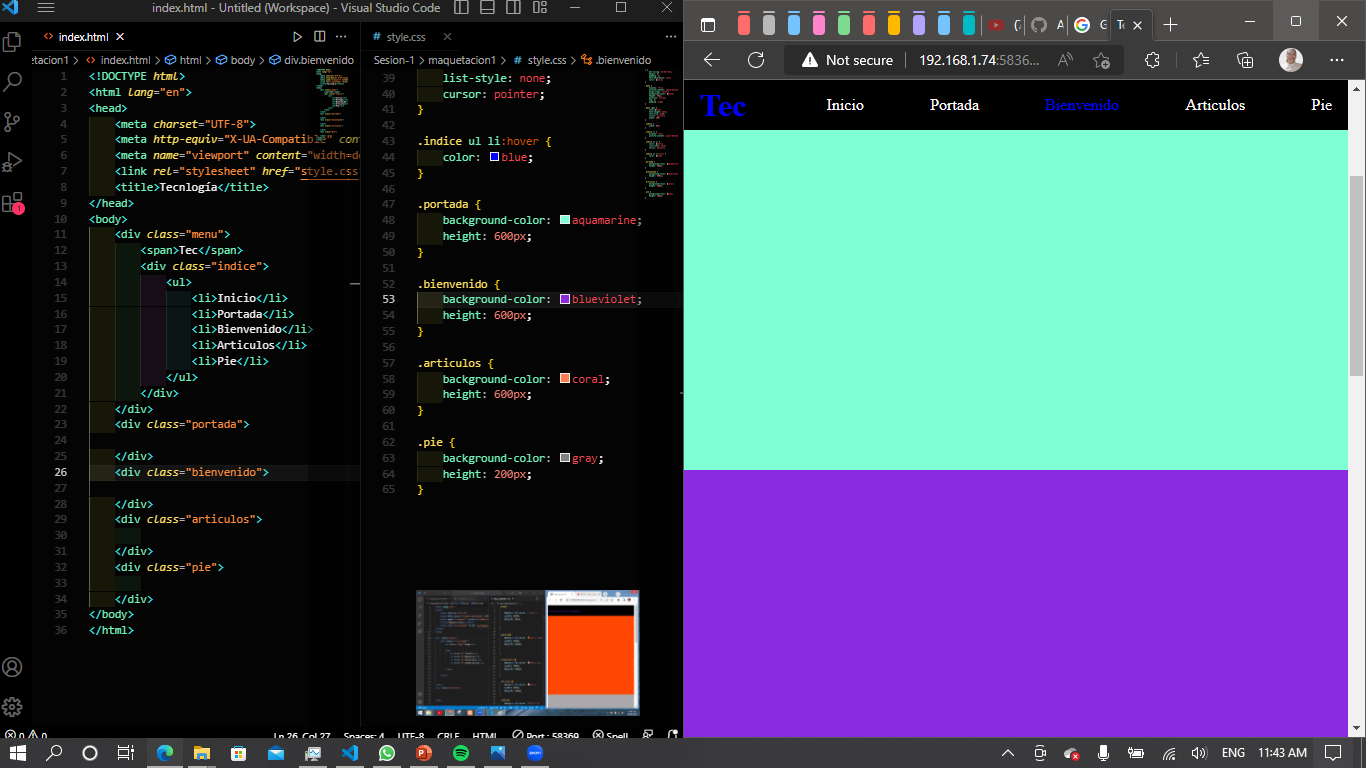 index.html - Untitled (Workspace) - Visual Studio Code
index.html
style.css
etacion1 > index.html > html > body > div.bienvenido
Sesion-1 > maquetacion1 > style.css > .bienvenido
1 <!DOCTYPE html>
2 <html lang="en">
3 <head>
4 <meta charset="UTF-8">
5 <meta http-equiv="X-UA-Compatible" con
6 <meta name="viewport" content="width=de
7 <link rel="stylesheet" href="style.css
8 <title>Tecnlogía</title>
9 </head>
10 <body>
11 <div class="menu">
12 <span>Tec</span>
13 <div class="indice">
14 <ul>
15 <li>Inicio</li>
16 <li>Portada</li>
17 <li>Bienvenido</li>
18 <li>Articulos</li>
19 <li>Pie</li>
20 </ul>
21 </div>
22 </div>
23 <div class="portada">
24
25 </div>
26 <div class="bienvenido">
27
28 </div>
29 <div class="articulos">
30
31 </div>
32 <div class="pie">
33
34 </div>
35 </body>
36 </html>
39 list-style: none;
40 cursor: pointer;
41 }
42
43 .indice ul li:hover {
44 color: blue;
45 }
46
47 .portada {
48 background-color: aquamarine;
49 height: 600px;
50 }
51
52 .bienvenido {
53 background-color: blueviolet;
54 height: 600px;
55 }
56
57 .articulos {
58 background-color: coral;
59 height: 600px;
60 }
61
62 .pie {
63 background-color: gray;
64 height: 200px;
65 }
1
0 0
Ln 26, Col 27 Spaces: 4 UTF-8 CRLF HTML Port : 58369 Spell
Not secure 192.168.1.74:5836...
Tec
Inicio
Portada
Bienvenido
Articulos
Pie
ENG 11:43 AM